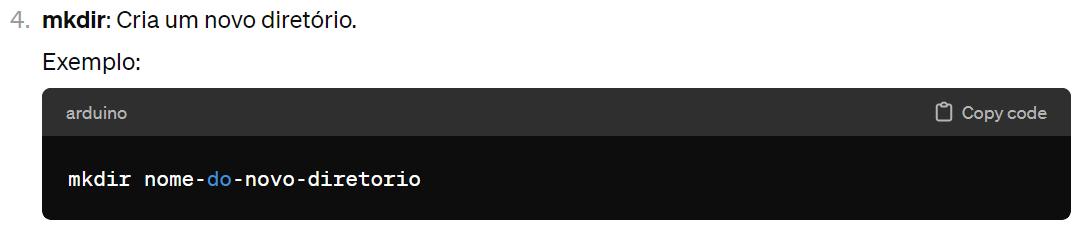 4. mkdir: Cria um novo diretório.
Exemplo:
arduino Copy code
mkdir nome-do-novo-diretorio